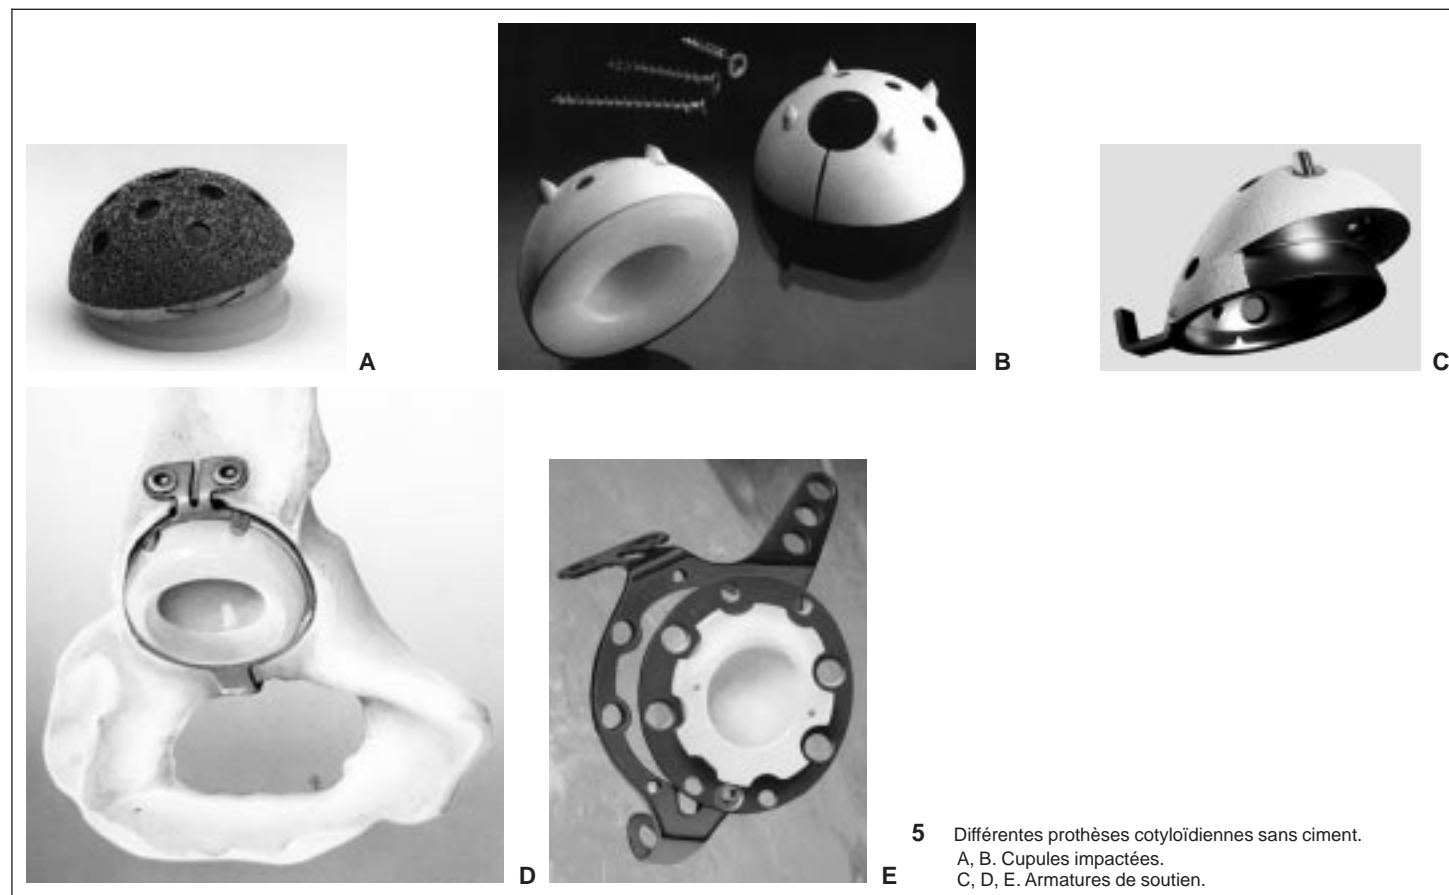 A
B
C
D
E
5 Différentes prothèses cotyloïdiennes sans ciment.
A, B. Cupules impactées.
C, D, E. Armatures de soutien.